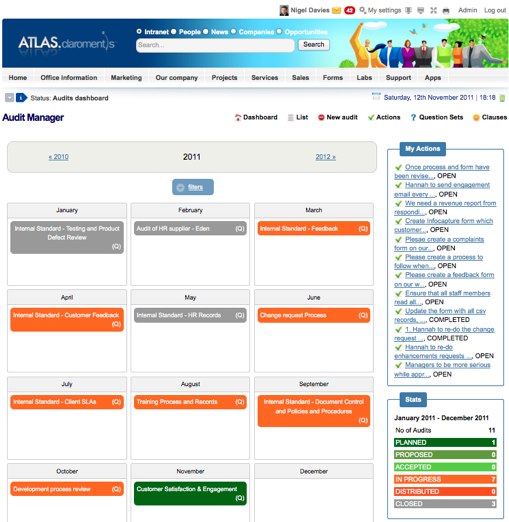 Nigel Davies 42 My settings Admin Log out
ATLAS.claromentis
Intranet People News Companies Opportunities
Search... Search
Home Office Information Marketing Our company Projects Services Sales Forms Labs Support Apps
Status: Audits dashboard
Saturday, 12th November 2011 | 18:18
Audit Manager
Dashboard List New audit Actions Question Sets Clauses
« 2010 2011 2012 »
filters
January February March
Internal Standard - Testing and Product
Defect Review
(Q)
Audit of HR supplier - Eden (Q)
Internal Standard - Feedback (Q)
April May June
Internal Standard - Customer Feedback
(Q)
Internal Standard - HR Records (Q)
Change request Process (Q)
July August September
Internal Standard - Client SLAs (Q)
Training Process and Records (Q)
Internal Standard - Document Control
and Policies and Procedures
(Q)
October November December
Development process review (Q)
Customer Satisfaction & Engagement
(Q)
My Actions
Once process and form have
been revise..., OPEN
Hannah to send engagement
email every ..., OPEN
We need a revenue report from
respondi..., OPEN
Create Infocapture form which
customer..., OPEN
Plesae create a complaints
form on our..., OPEN
Please create a process to
follow when..., OPEN
Please create a feedback form
on our w..., OPEN
Ensure that all staff members
read all..., OPEN
Update the form with all csv
records, ..., COMPLETED
1. Hannah to re-do the change
request ..., COMPLETED
Hannah to re-do
enhancements requests ..., OPEN
Managers to be more serious
while appr..., OPEN
Stats
January 2011 - December 2011
No of Audits 11
PLANNED 1
PROPOSED 0
ACCEPTED 0
IN PROGRESS 7
DISTRIBUTED 0
CLOSED 3